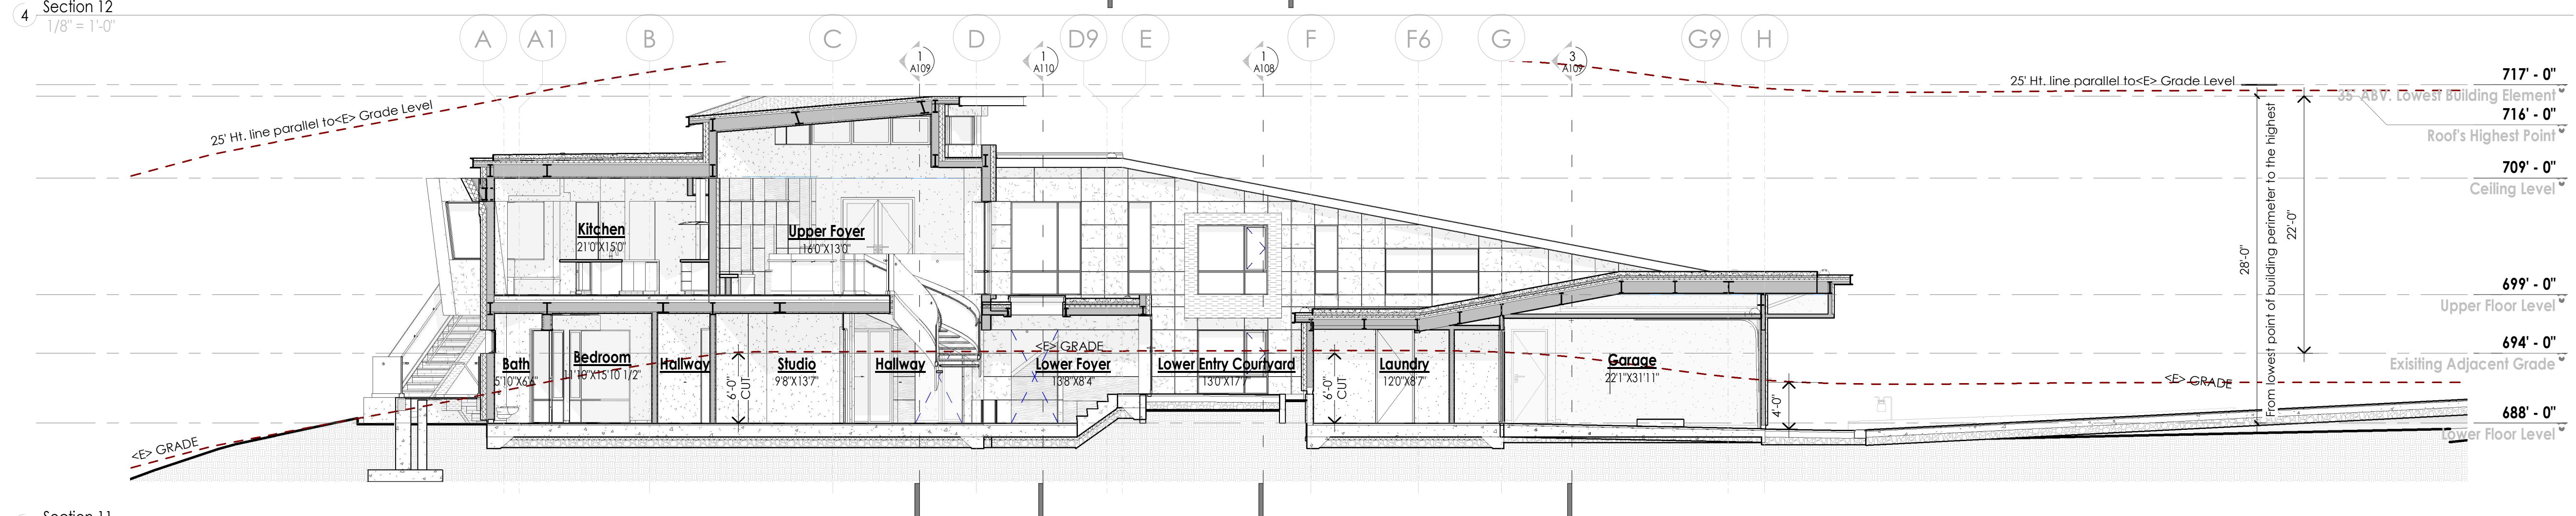 4
Section 12
1/8" = 1'-0"
A
A1
B
C
D
D9
E
F
F6
G
G9
H
1
A109
1
A110
1
A108
3
A109
25' Ht. line parallel to<E> Grade Level
25' Ht. line parallel to<E> Grade Level
717' - 0"
35' ABV. Lowest Building Element
716' - 0"
Roof's Highest Point
709' - 0"
Ceiling Level
699' - 0"
Upper Floor Level
694' - 0"
Exisiting Adjacent Grade
688' - 0"
Lower Floor Level
From lowest point of building perimeter to the highest
28'-0"
22'-0"
Kitchen
21'0"X15'0"
Upper Foyer
16'0"X13'0"
Bath
5'10"X6'6"
Bedroom
11'10"X15'10 1/2"
Hallway
6'-0"
CUT
Studio
9'8"X13'7"
Hallway
<E> GRADE
Lower Foyer
13'8"X8'4"
Lower Entry Courtyard
13'0"X17'7"
6'-0"
CUT
Laundry
12'0"X8'7"
Garage
22'1"X31'11"
4'-0"
<E> GRADE
<E> GRADE
Section 11